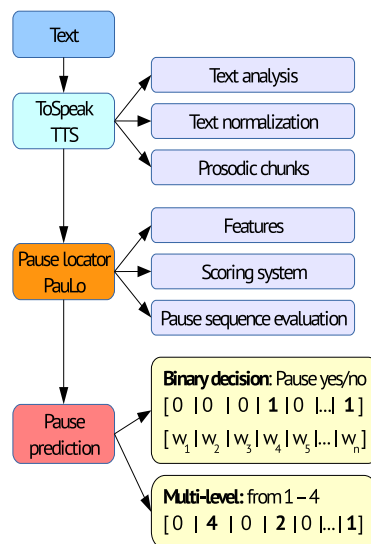 Text
ToSpeak
TTS
Text analysis
Text normalization
Prosodic chunks
Pause locator
PauLo
Features
Scoring system
Pause sequence evaluation
Pause
prediction
Binary decision: Pause yes/no
[ 0 | 0 | 0 | 1 | 0 |...| 1 ]
[ w1 | w2 | w3 | w4 | w5 |...| wn ]
Multi-level: from 1 – 4
[ 0 | 4 | 0 | 2 | 0 |...| 1 ]